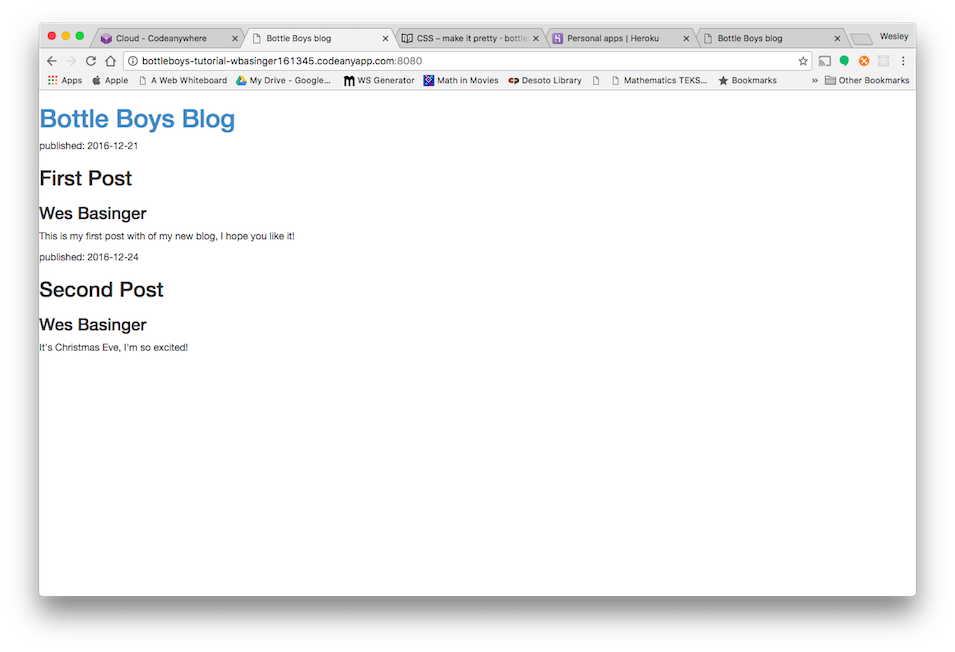 Cloud - Codeanywhere
Bottle Boys blog
CSS – make it pretty · bottle
Personal apps | Heroku
Bottle Boys blog
Wesley
bottleboys-tutorial-wbasinger161345.codeanyapp.com:8080
Apps
Apple
A Web Whiteboard
My Drive - Google...
WS Generator
Math in Movies
cp Desoto Library
Mathematics TEKS...
Bookmarks
»
Other Bookmarks
Bottle Boys Blog
published: 2016-12-21
First Post
Wes Basinger
This is my first post with of my new blog, I hope you like it!
published: 2016-12-24
Second Post
Wes Basinger
It's Christmas Eve, I'm so excited!